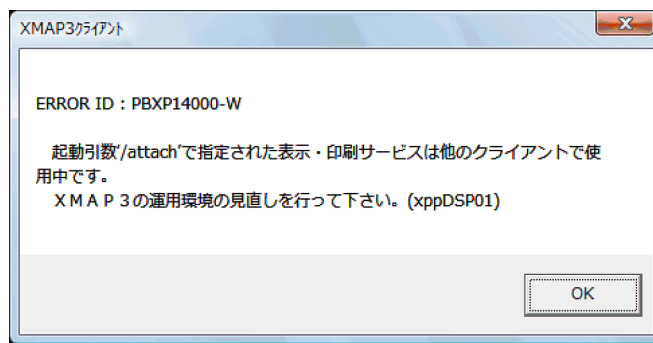 XMAP3ｸﾗｲｱﾝﾄ
ERROR ID : PBXP14000-W
　起動引数'/attach'で指定された表示・印刷サービスは他のクライアントで使
用中です。
　ＸＭＡＰ３の運用環境の見直しを行って下さい。(xppDSP01)
OK